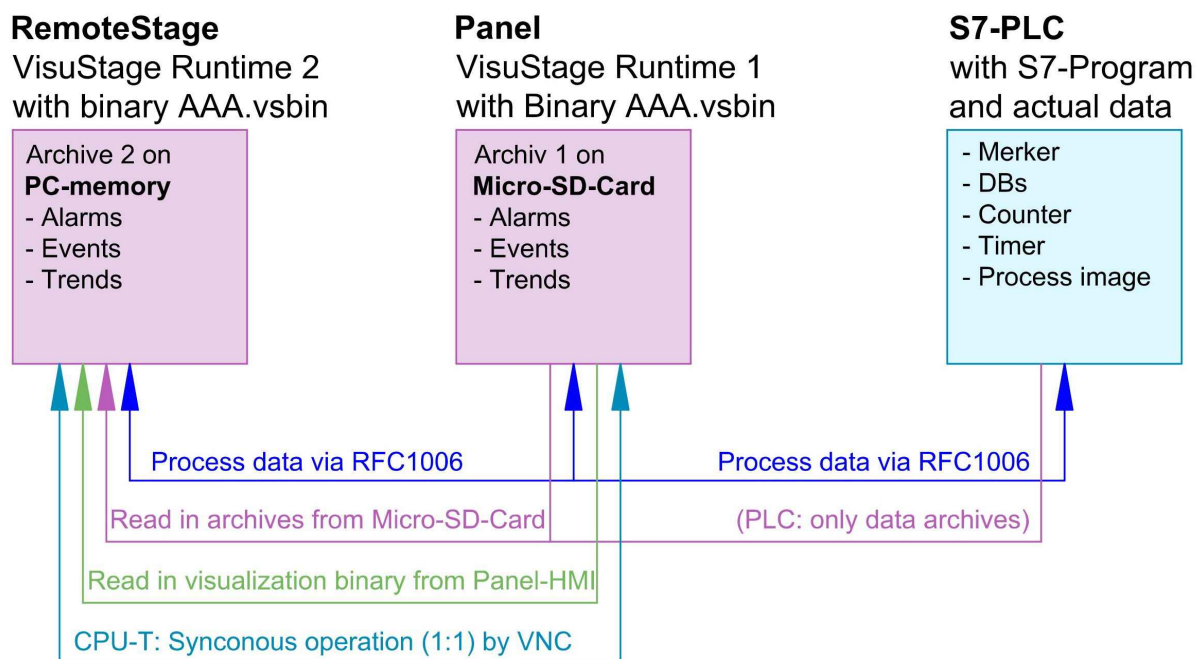 RemoteStage
VisuStage Runtime 2
with binary AAA.vsbin
Archive 2 on
PC-memory
- Alarms
- Events
- Trends
Panel
VisuStage Runtime 1
with Binary AAA.vsbin
Archiv 1 on
Micro-SD-Card
- Alarms
- Events
- Trends
S7-PLC
with S7-Program
and actual data
- Merker
- DBs
- Counter
- Timer
- Process image
Process data via RFC1006
Process data via RFC1006
Read in archives from Micro-SD-Card
(PLC: only data archives)
Read in visualization binary from Panel-HMI
CPU-T: Synconous operation (1:1) by VNC